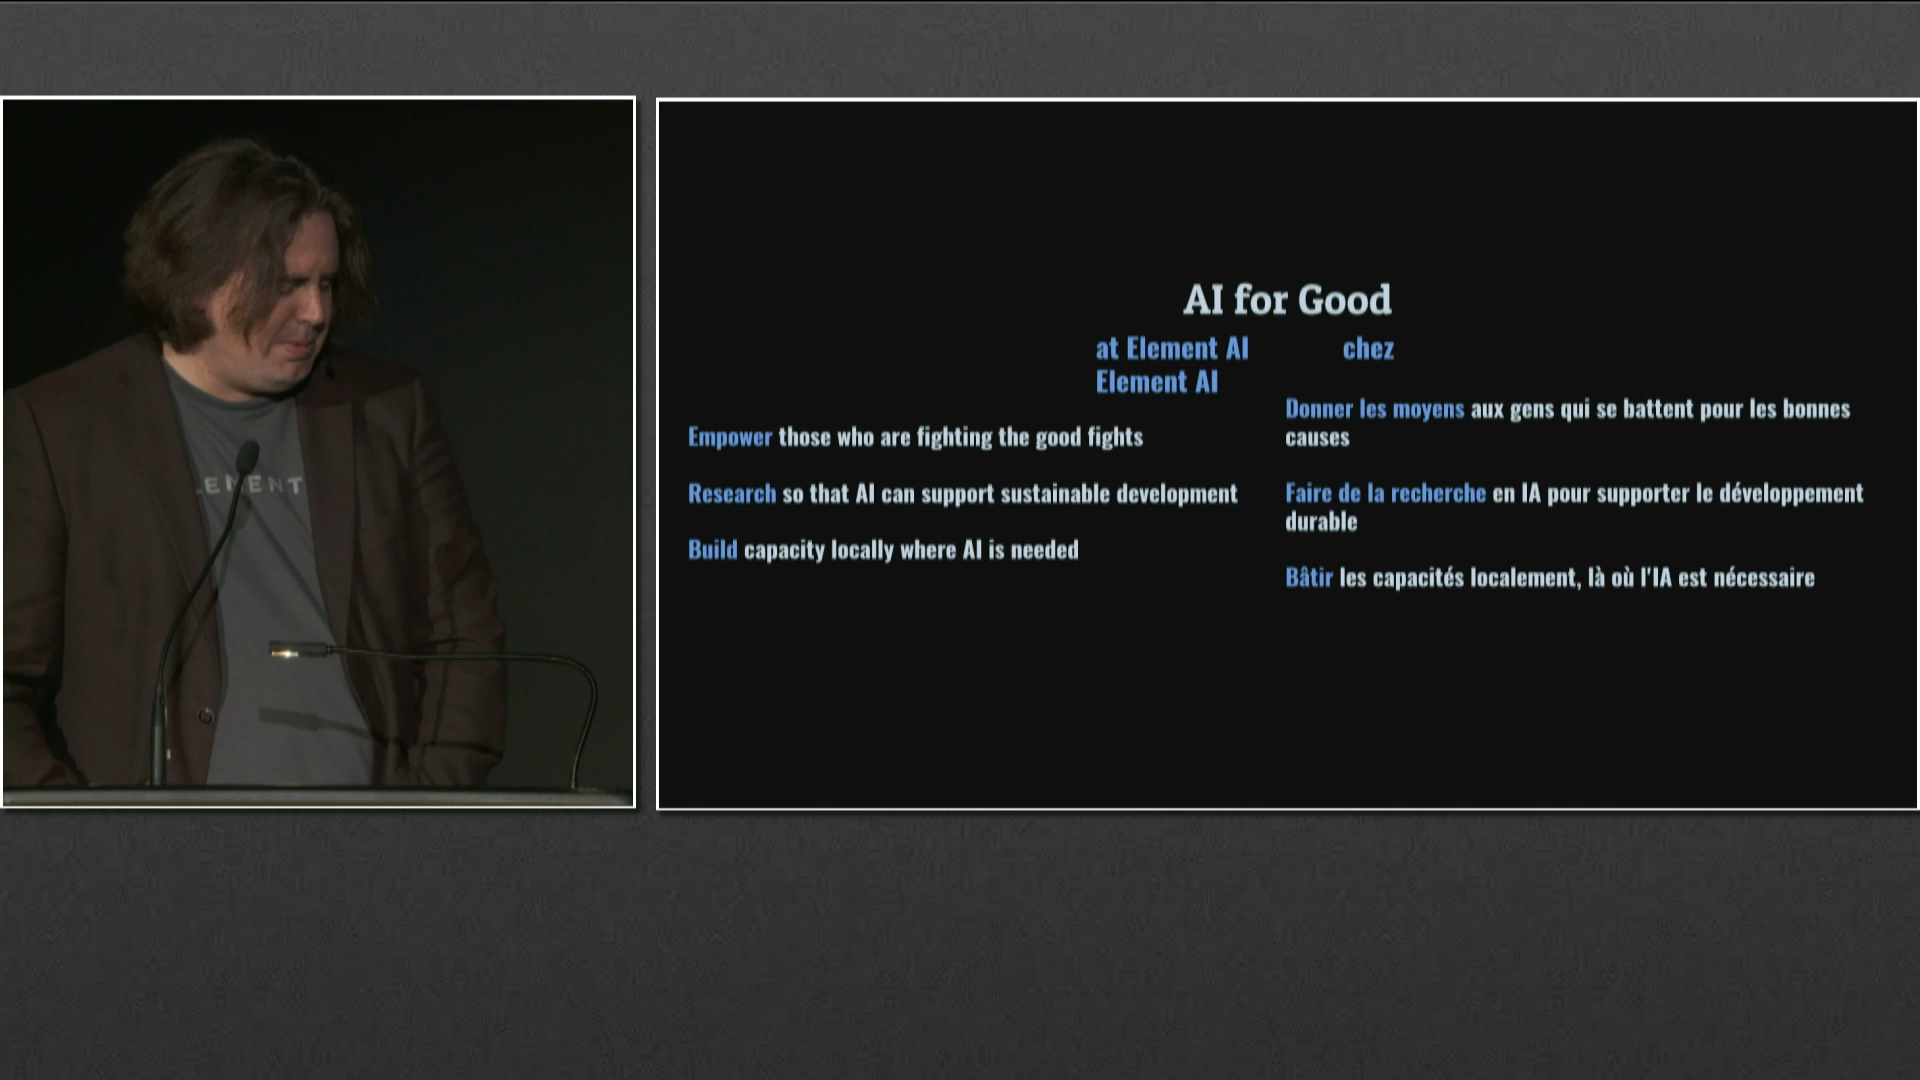 AI for Good
at Element AI chez
Element AI
Empower those who are fighting the good fights
Research so that AI can support sustainable development
Build capacity locally where AI is needed
Donner les moyens aux gens qui se battent pour les bonnes
causes
Faire de la recherche en IA pour supporter le développement
durable
Bâtir les capacités localement, là où l'IA est nécessaire